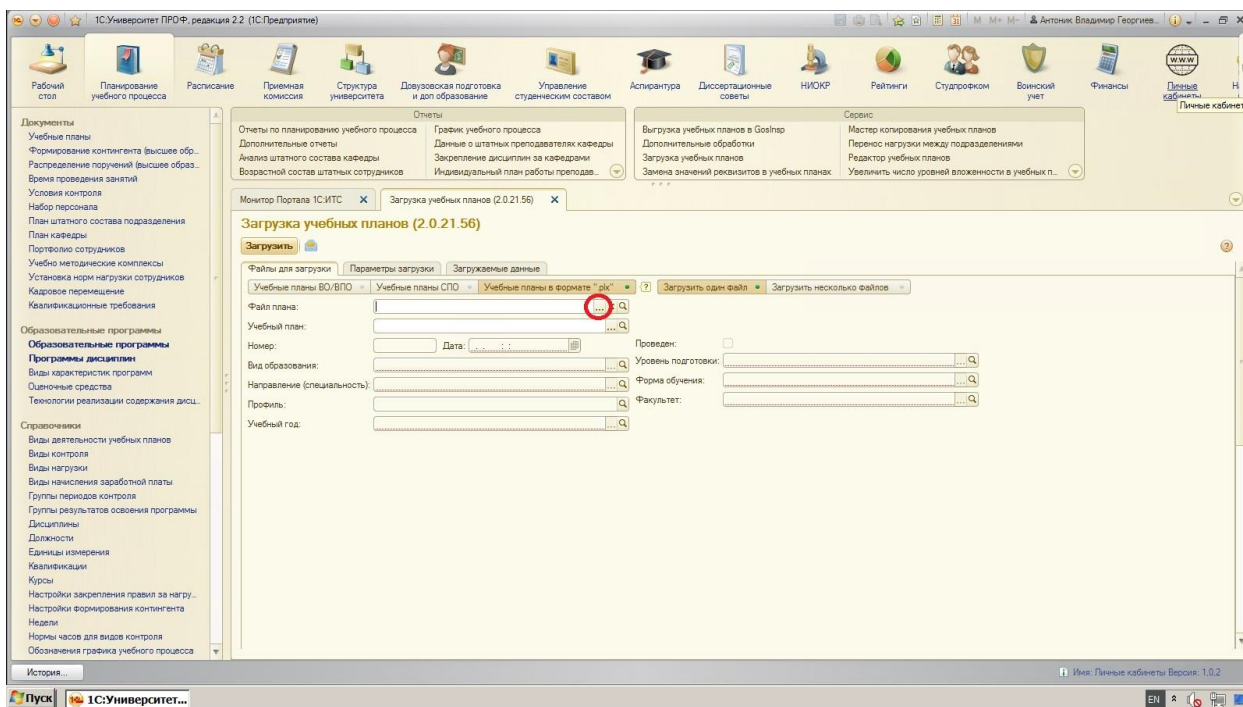 1С:Университет ПРОФ, редакция 2.2 (1С:Предприятие)
M M+ M- Антоник Владимир Георгиев...
Рабочий стол
Планирование учебного процесса
Расписание
Приемная комиссия
Структура университета
Довузовская подготовка и доп образование
Управление студенческим составом
Аспирантура
Диссертационные советы
НИОКР
Рейтинги
Студпрофком
Воинский учет
Финансы
www
Личные кабинеты
Личные кабинет
Документы
Учебные планы
Формирование контингента (высшее обр...
Распределение поручений (высшее образ...
Время проведения занятий
Условия контроля
Набор персонала
План штатного состава подразделения
План кафедры
Портфолио сотрудников
Учебно методические комплексы
Установка норм нагрузки сотрудников
Кадровое перемещение
Квалификационные требования
Образовательные программы
Образовательные программы
Программы дисциплин
Виды характеристик программ
Оценочные средства
Технологии реализации содержания дисц...
Справочники
Виды деятельности учебных планов
Виды контроля
Виды нагрузки
Виды начисления заработной платы
Группы периодов контроля
Группы результатов освоения программы
Дисциплины
Должности
Единицы измерения
Квалификации
Курсы
Настройки закрепления правил за нагру...
Настройки формирования контингента
Недели
Нормы часов для видов контроля
Обозначения графика учебного процесса
Отчеты
Отчеты по планированию учебного процесса График учебного процесса
Дополнительные отчеты Данные о штатных преподавателях кафедры
Анализ штатного состава кафедры Закрепление дисциплин за кафедрами
Возрастной состав штатных сотрудников Индивидуальный план работы преподав...
Сервис
Выгрузка учебных планов в GosInsp Мастер копирования учебных планов
Дополнительные обработки Перенос нагрузки между подразделениями
Загрузка учебных планов Редактор учебных планов
Замена значений реквизитов в учебных планах Увеличить число уровней вложенности в учебных п...
Монитор Портала 1С:ИТС Загрузка учебных планов (2.0.21.56)
Загрузка учебных планов (2.0.21.56)
Загрузить
Файлы для загрузки Параметры загрузки Загружаемые данные
Учебные планы ВО/ВПО Учебные планы СПО Учебные планы в формате ".plx" ? Загрузить один файл Загрузить несколько файлов
Файл плана:
Учебный план:
Номер: Дата: Проведен:
Вид образования: Уровень подготовки:
Направление (специальность): Форма обучения:
Профиль: Факультет:
Учебный год:
История... Имя: Личные кабинеты Версия: 1.0.2
Пуск 1С:Университет... EN